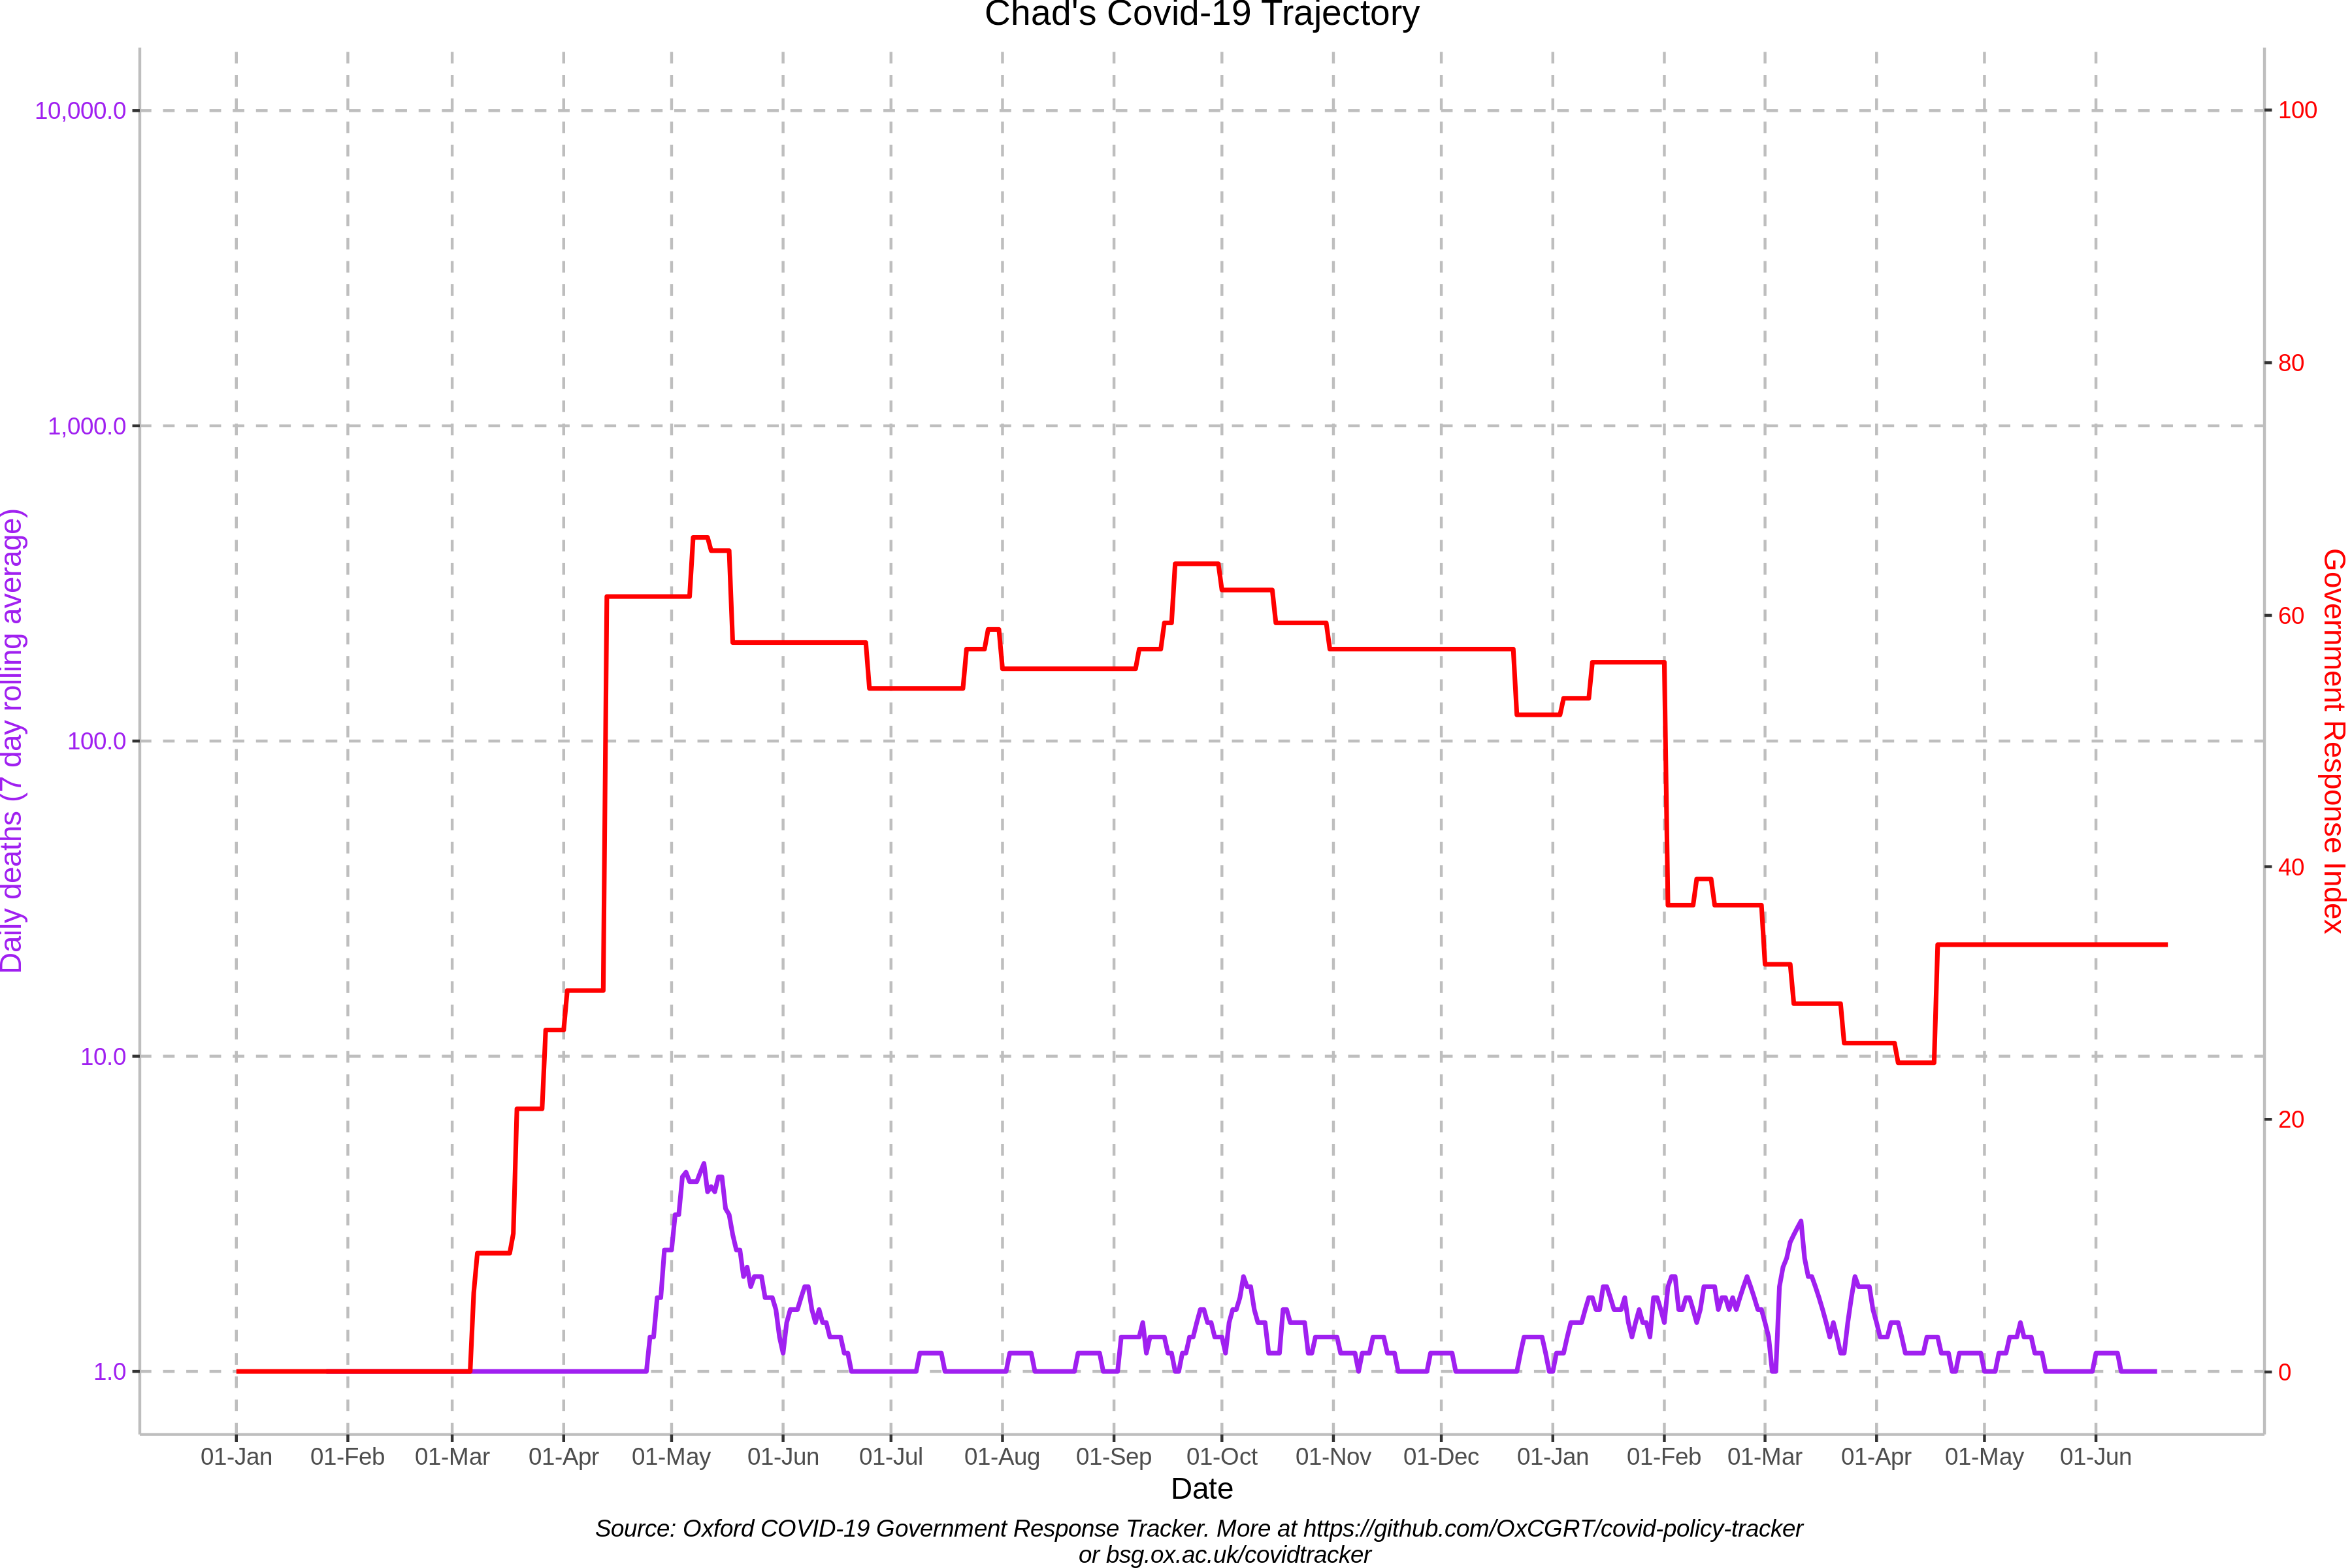 Chad's Covid-19 Trajectory
10,000.0
1,000.0
100.0
10.0
1.0
Daily deaths (7 day rolling average)
100
80
60
40
20
0
Government Response Index
01-Jan 01-Feb 01-Mar 01-Apr 01-May 01-Jun 01-Jul 01-Aug 01-Sep 01-Oct 01-Nov 01-Dec 01-Jan 01-Feb 01-Mar 01-Apr 01-May 01-Jun
Date
Source: Oxford COVID-19 Government Response Tracker. More at https://github.com/OxCGRT/covid-policy-tracker
or bsg.ox.ac.uk/covidtracker